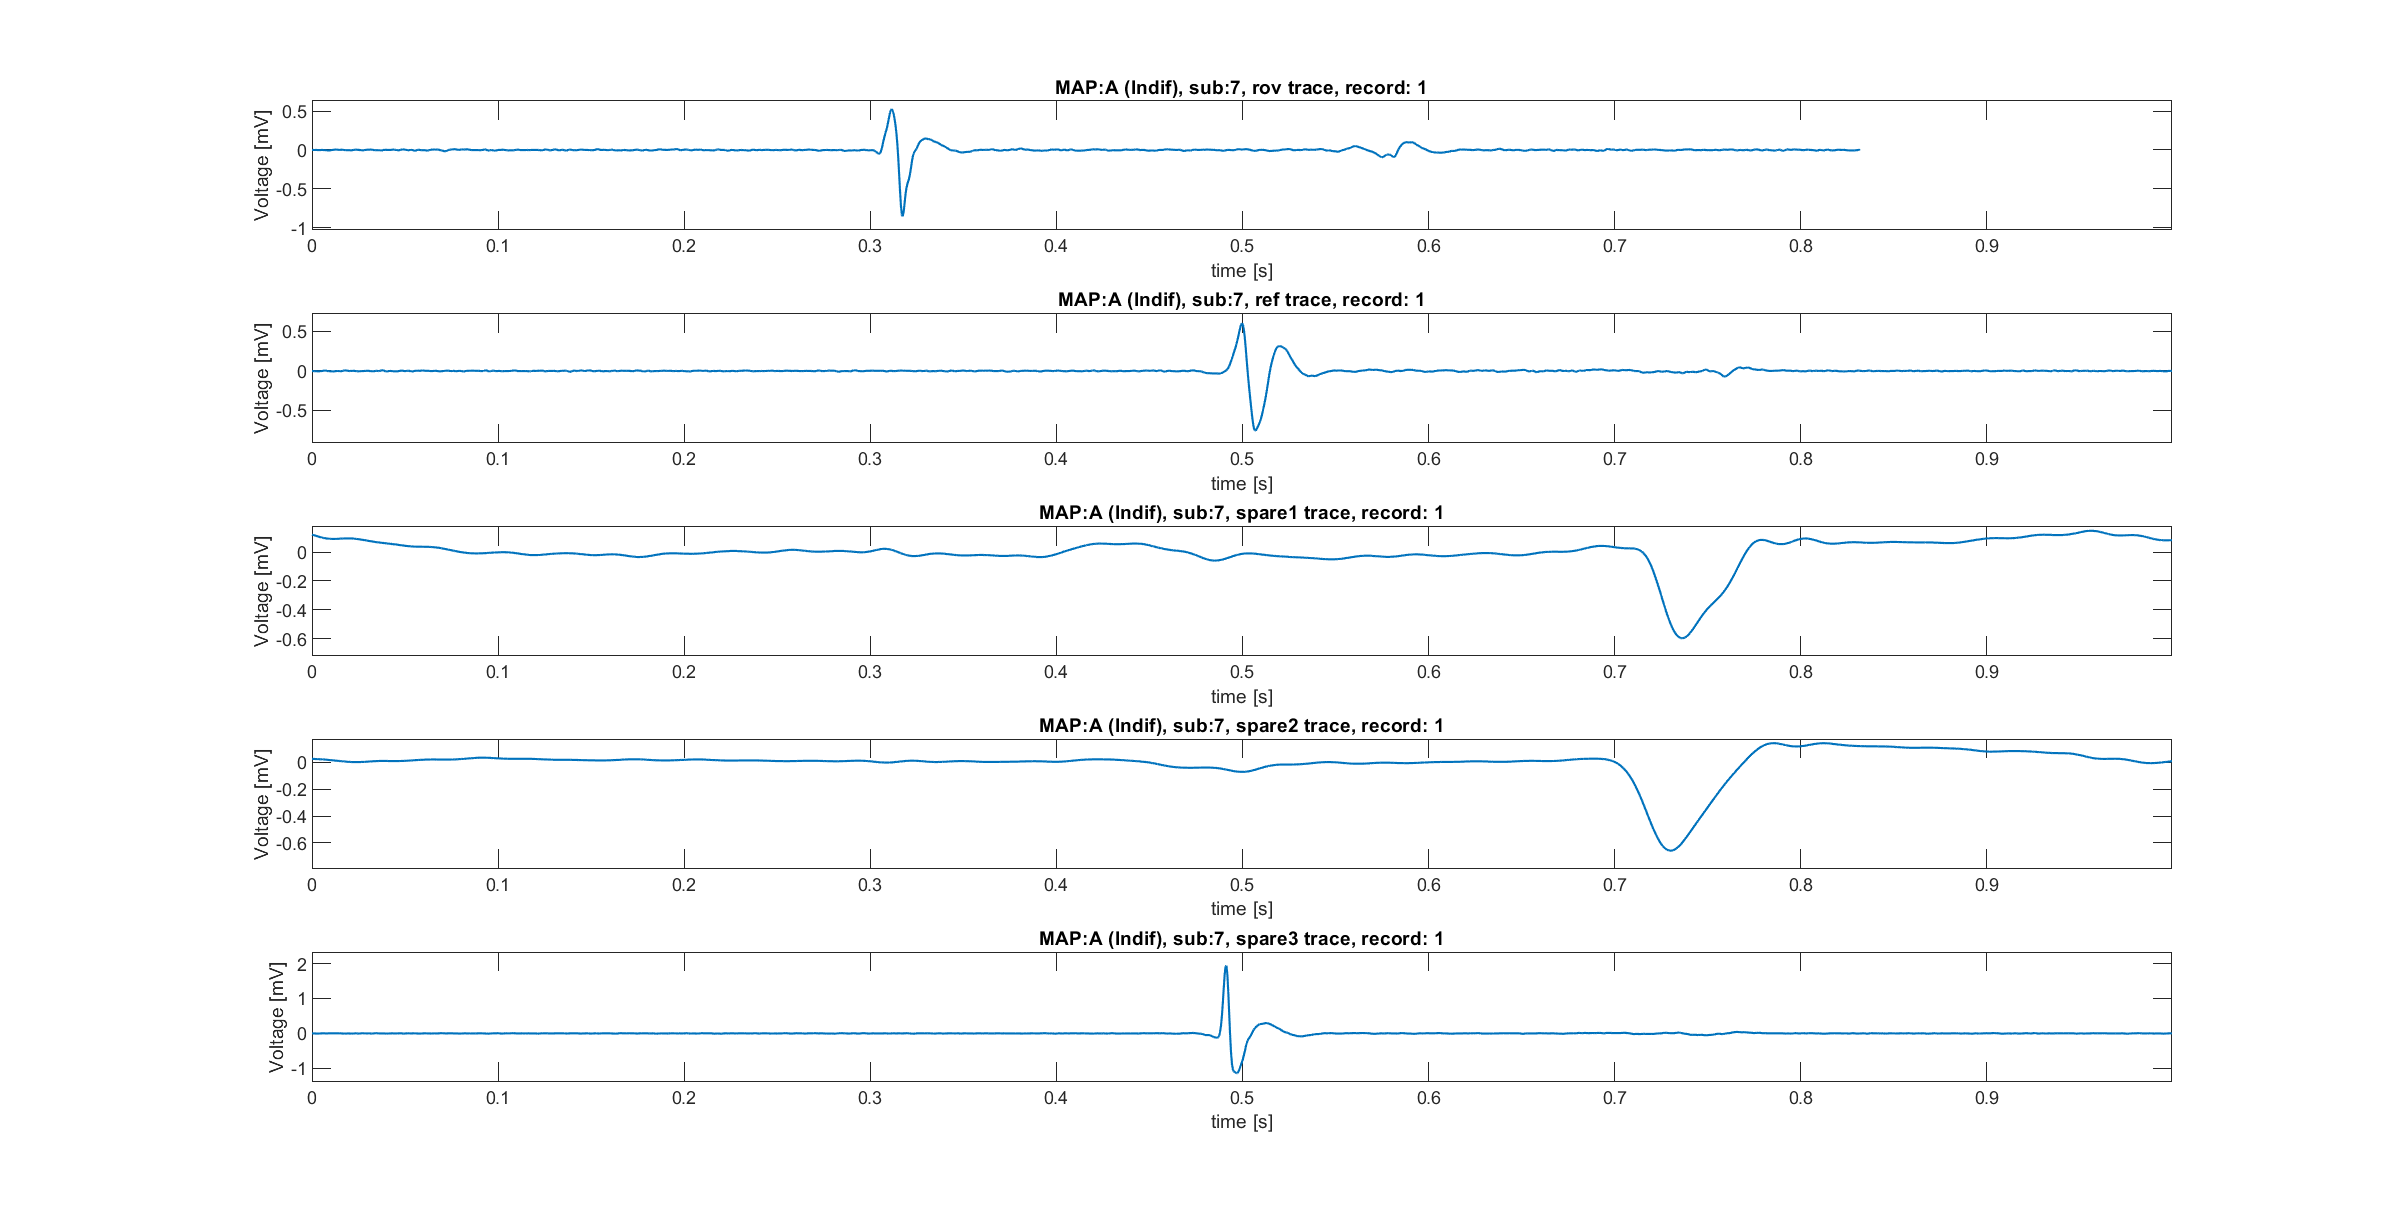 MAP:A (Indif), sub:7, rov trace, record: 1
Voltage [mV]
0.5
0
-0.5
-1
0 0.1 0.2 0.3 0.4 0.5 0.6 0.7 0.8 0.9
time [s]
MAP:A (Indif), sub:7, ref trace, record: 1
Voltage [mV]
0.5
0
-0.5
0 0.1 0.2 0.3 0.4 0.5 0.6 0.7 0.8 0.9
time [s]
MAP:A (Indif), sub:7, spare1 trace, record: 1
Voltage [mV]
0
-0.2
-0.4
-0.6
0 0.1 0.2 0.3 0.4 0.5 0.6 0.7 0.8 0.9
time [s]
MAP:A (Indif), sub:7, spare2 trace, record: 1
Voltage [mV]
0
-0.2
-0.4
-0.6
0 0.1 0.2 0.3 0.4 0.5 0.6 0.7 0.8 0.9
time [s]
MAP:A (Indif), sub:7, spare3 trace, record: 1
Voltage [mV]
2
1
0
-1
0 0.1 0.2 0.3 0.4 0.5 0.6 0.7 0.8 0.9
time [s]